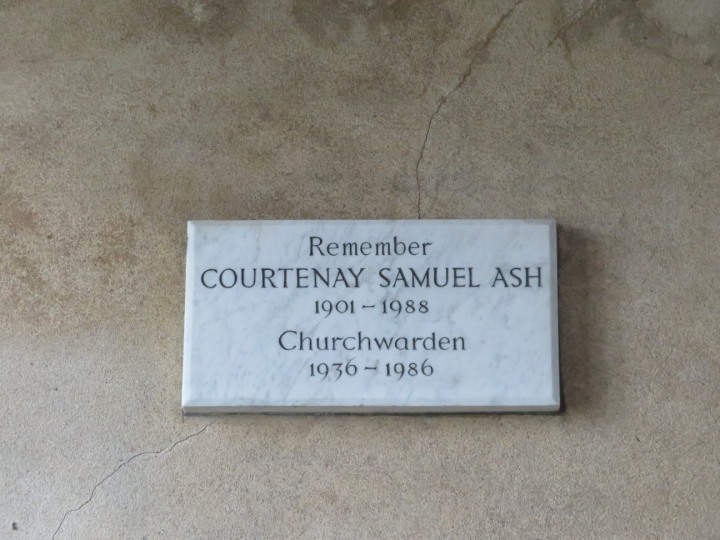 Remember
COURTENAY SAMUEL ASH
1901 – 1988
Churchwarden
1936 – 1986